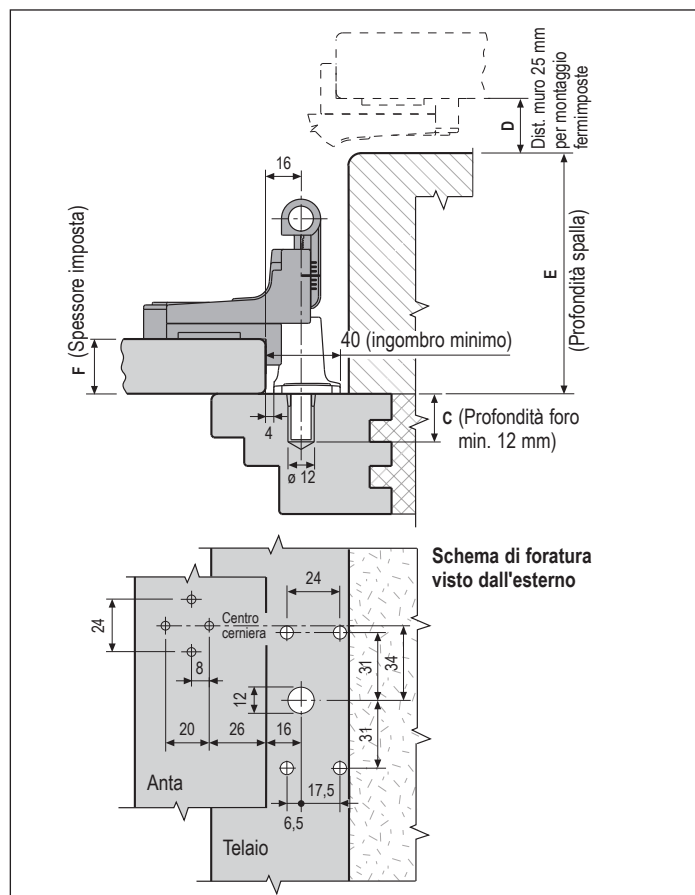 Dist. muro 25 mm
per montaggio
fermimposte
D
16
E
(Profondità spalla)
F (Spessore imposta)
40 (ingombro minimo)
4
C (Profondità foro
min. 12 mm)
ø 12
Schema di foratura
visto dall'esterno
24
Centro
cerniera
24
8
31
34
12
20
26
16
31
Anta
17,5
6,5
Telaio